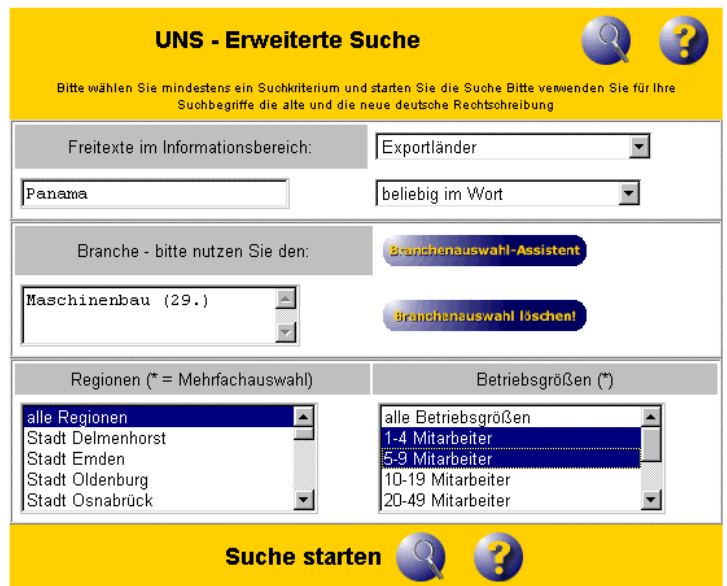 UNS - Erweiterte Suche
Bitte wählen Sie mindestens ein Suchkriterium und starten Sie die Suche Bitte verwenden Sie für Ihre
Suchbegriffe die alte und die neue deutsche Rechtschreibung
Freitexte im Informationsbereich:
Exportländer
Panama
beliebig im Wort
Branche - bitte nutzen Sie den:
Branchenauswahl-Assistent
Maschinenbau (29.)
Branchenauswahl löschen!
Regionen (* = Mehrfachauswahl)
Betriebsgrößen (*)
alle Regionen
Stadt Delmenhorst
Stadt Emden
Stadt Oldenburg
Stadt Osnabrück
alle Betriebsgrößen
1-4 Mitarbeiter
5-9 Mitarbeiter
10-19 Mitarbeiter
20-49 Mitarbeiter
Suche starten